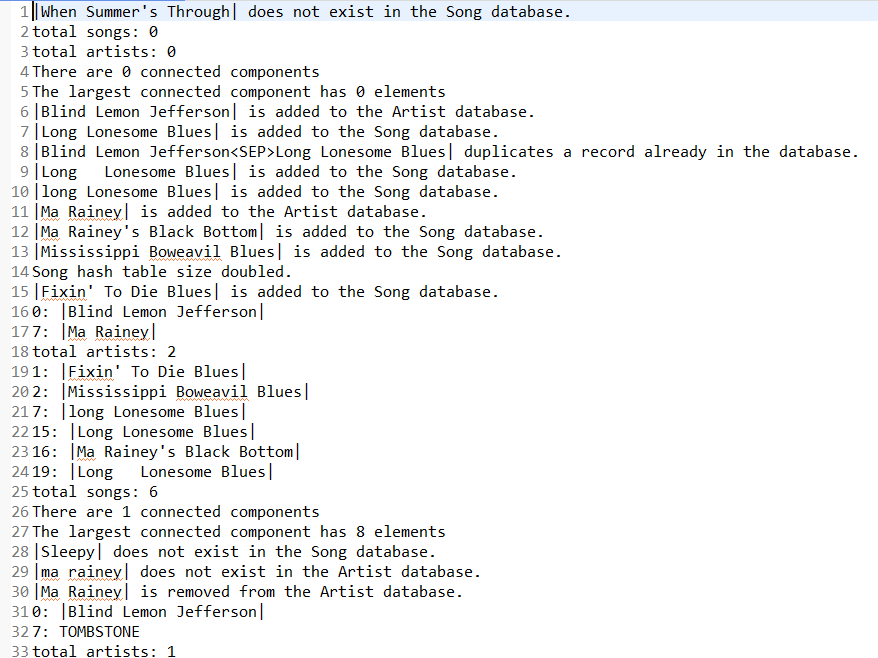 1 |When Summer's Through| does not exist in the Song database.
2 total songs: 0
3 total artists: 0
4 There are 0 connected components
5 The largest connected component has 0 elements
6 |Blind Lemon Jefferson| is added to the Artist database.
7 |Long Lonesome Blues| is added to the Song database.
8 |Blind Lemon Jefferson<SEP>Long Lonesome Blues| duplicates a record already in the database.
9 |Long   Lonesome Blues| is added to the Song database.
10 |long Lonesome Blues| is added to the Song database.
11 |Ma Rainey| is added to the Artist database.
12 |Ma Rainey's Black Bottom| is added to the Song database.
13 |Mississippi Boweavil Blues| is added to the Song database.
14 Song hash table size doubled.
15 |Fixin' To Die Blues| is added to the Song database.
16 0: |Blind Lemon Jefferson|
17 7: |Ma Rainey|
18 total artists: 2
19 1: |Fixin' To Die Blues|
20 2: |Mississippi Boweavil Blues|
21 7: |long Lonesome Blues|
22 15: |Long Lonesome Blues|
23 16: |Ma Rainey's Black Bottom|
24 19: |Long   Lonesome Blues|
25 total songs: 6
26 There are 1 connected components
27 The largest connected component has 8 elements
28 |Sleepy| does not exist in the Song database.
29 |ma rainey| does not exist in the Artist database.
30 |Ma Rainey| is removed from the Artist database.
31 0: |Blind Lemon Jefferson|
32 7: TOMBSTONE
33 total artists: 1